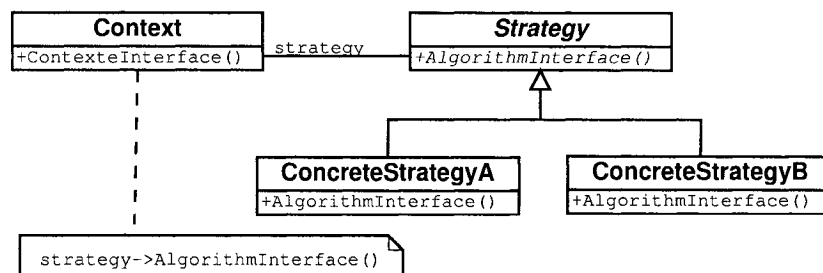 Context
+ContexteInterface()
strategy
Strategy
+AlgorithmInterface()
ConcreteStrategyA
+AlgorithmInterface()
ConcreteStrategyB
+AlgorithmInterface()
strategy->AlgorithmInterface()